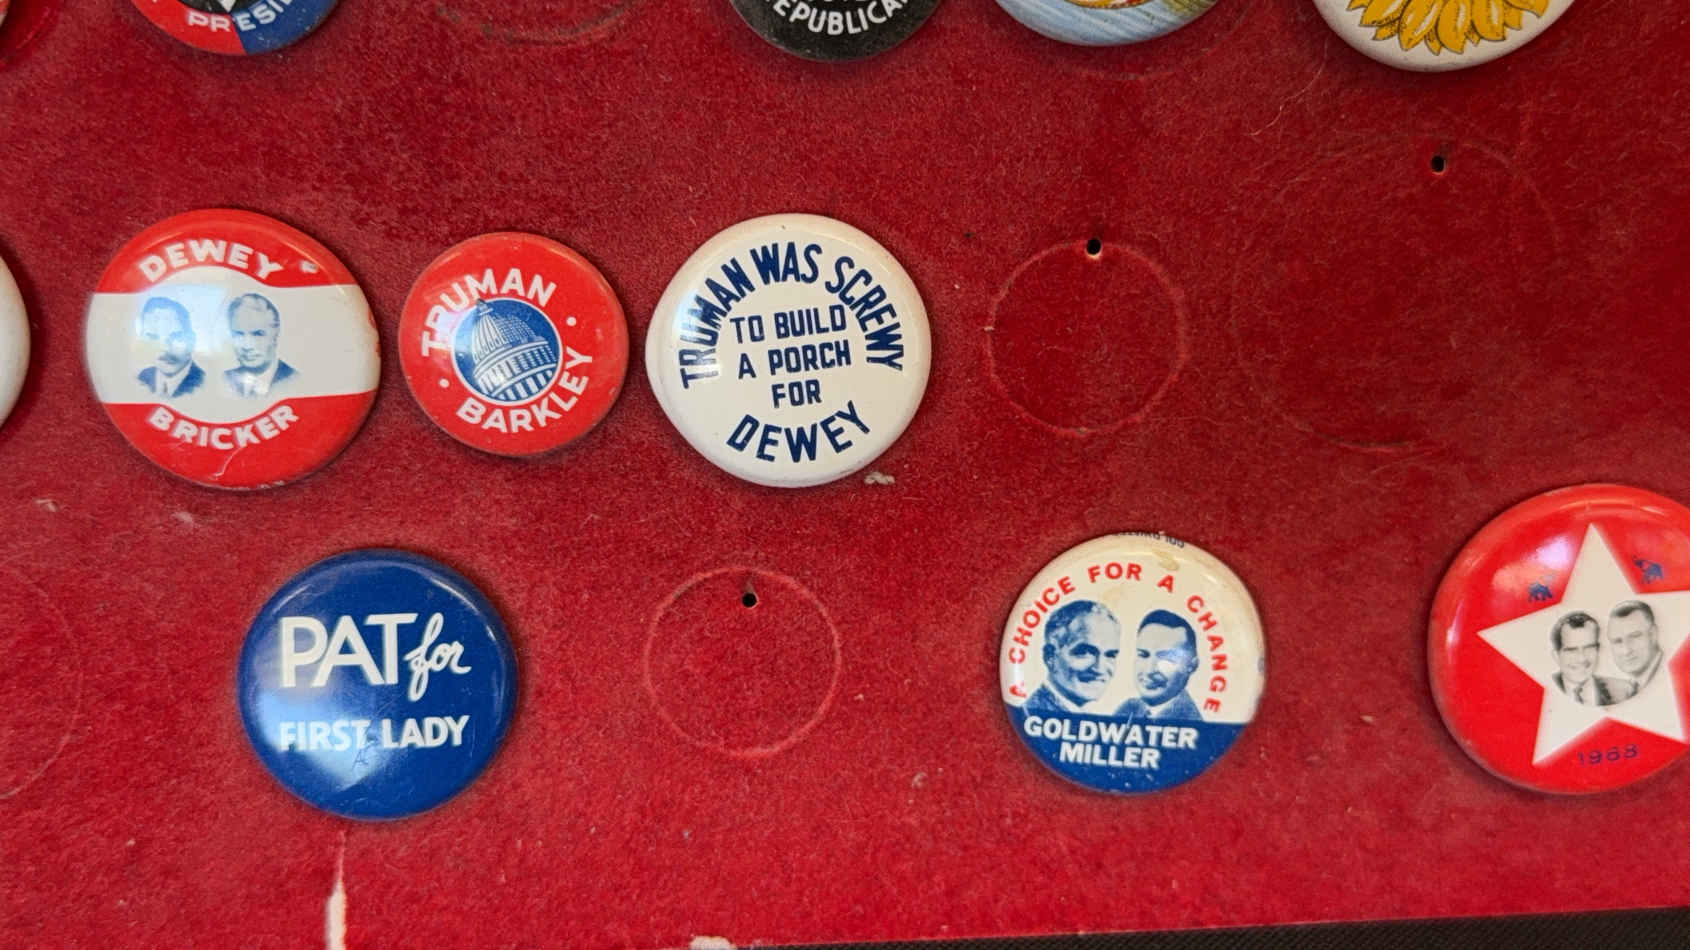 PRESI
REPUBLICA
DEWEY
BRICKER
TRUMAN
BARKLEY
TRUMAN WAS SCREWY
TO BUILD
A PORCH
FOR
DEWEY
PAT for
FIRST LADY
A CHOICE FOR A CHANGE
GOLDWATER
MILLER
1968